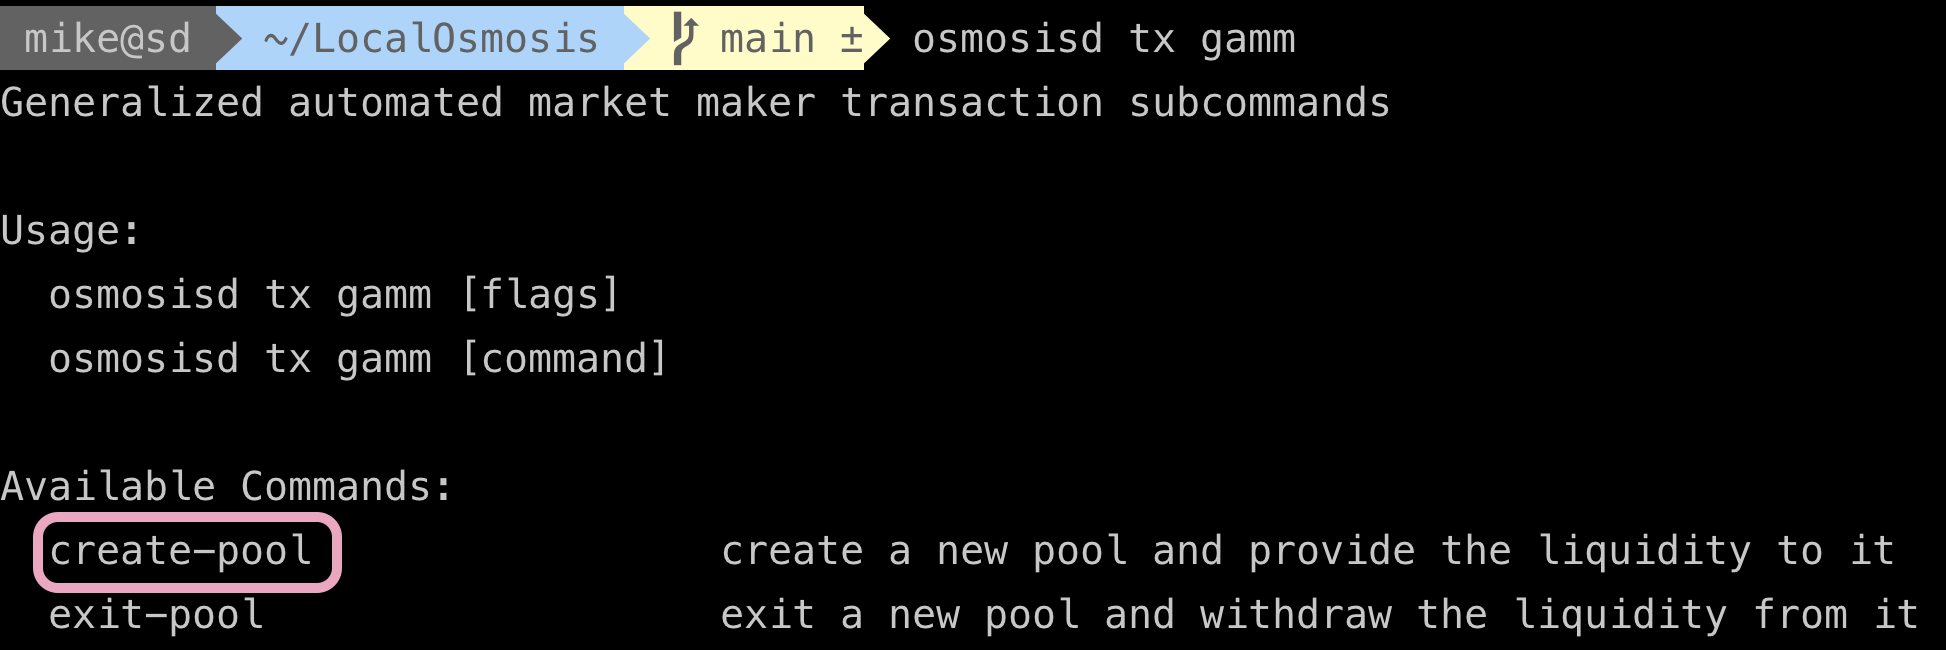 mike@sd ~/LocalOsmosis main ± osmosisd tx gamm
Generalized automated market maker transaction subcommands
Usage:
osmosisd tx gamm [flags]
osmosisd tx gamm [command]
Available Commands:
create-pool create a new pool and provide the liquidity to it
exit-pool exit a new pool and withdraw the liquidity from it